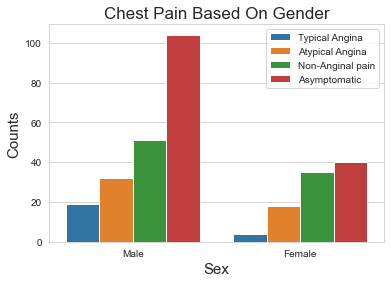 Chest Pain Based On Gender
Typical Angina
Atypical Angina
Non-Anginal pain
Asymptomatic
Counts
100
80
60
40
20
0
Male Female
Sex